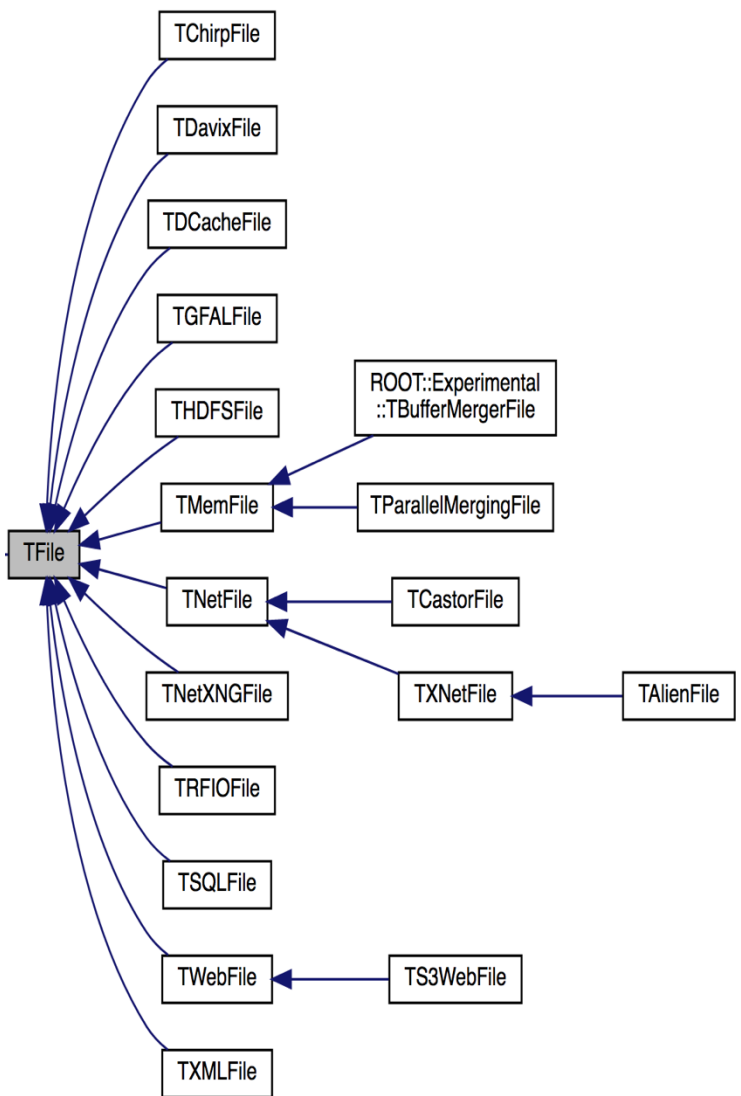 TChirpFile
TDavixFile
TDCacheFile
TGFALFile
ROOT::Experimental
::TBufferMergerFile
THDFSFile
TMemFile
TParallelMergingFile
TFile
TNetFile
TCastorFile
TNetXNGFile
TXNetFile
TAlienFile
TRFIOFile
TSQLFile
TWebFile
TS3WebFile
TXMLFile